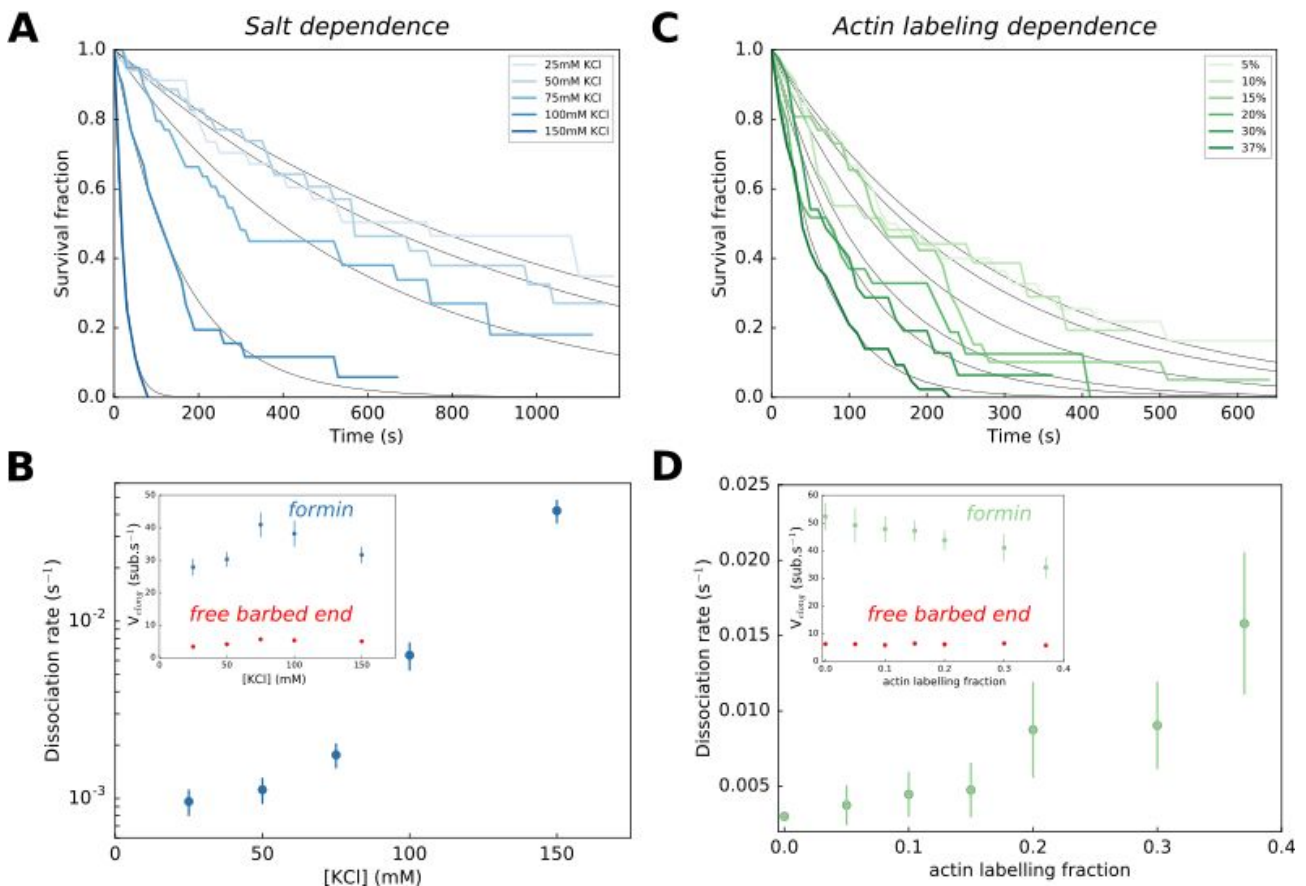 A
Salt dependence
1.0
0.8
0.6
0.4
0.2
0.0
Survival fraction
25mM KCl
50mM KCl
75mM KCl
100mM KCl
150mM KCl
0 200 400 600 800 1000
Time (s)
C
Actin labeling dependence
1.0
0.8
0.6
0.4
0.2
0.0
Survival fraction
5%
10%
15%
20%
30%
37%
0 100 200 300 400 500 600
Time (s)
B
Dissociation rate (s⁻¹)
10⁻²
10⁻³
0 50 100 150
[KCl] (mM)
50
40
30
20
10
0
V_elong (sub.s⁻¹)
formin
free barbed end
0 50 100 150
[KCl] (mM)
D
Dissociation rate (s⁻¹)
0.025
0.020
0.015
0.010
0.005
0.0 0.1 0.2 0.3 0.4
actin labelling fraction
60
50
40
30
20
10
0
V_elong (sub.s⁻¹)
formin
free barbed end
0.0 0.1 0.2 0.3 0.4
actin labelling fraction